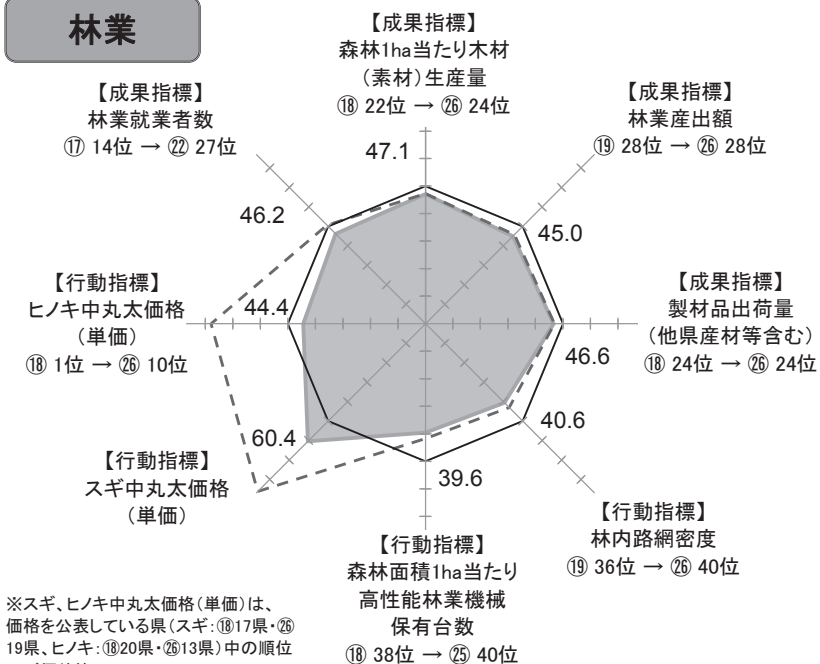 林業
【成果指標】
森林1ha当たり木材
(素材)生産量
⑱ 22位 → ㉖ 24位
47.1
【成果指標】
林業産出額
⑲ 28位 → ㉖ 28位
45.0
【成果指標】
製材品出荷量
(他県産材等含む)
⑱ 24位 → ㉖ 24位
46.6
【行動指標】
林内路網密度
⑲ 36位 → ㉖ 40位
40.6
【行動指標】
森林面積1ha当たり
高性能林業機械
保有台数
⑱ 38位 → ㉕ 40位
39.6
【行動指標】
スギ中丸太価格
(単価)
60.4
【行動指標】
ヒノキ中丸太価格
(単価)
⑱ 1位 → ㉖ 10位
44.4
【成果指標】
林業就業者数
⑰ 14位 → ㉒ 27位
46.2
※スギ、ヒノキ中丸太価格(単価)は、
価格を公表している県(スギ:⑱17県・㉖
19県、ヒノキ:⑱20県・㉖13県)中の順位